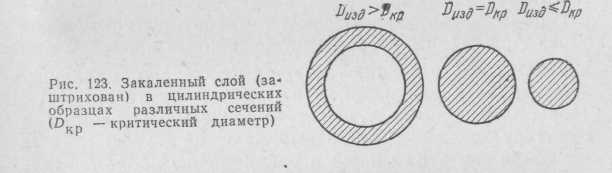 Dизд>Dкр Dизд=Dкр Dизд⩽Dкр
Рис. 123. Закаленный слой (за-
штрихован) в цилиндрических
образцах различных сечений
(Dкр — критический диаметр)